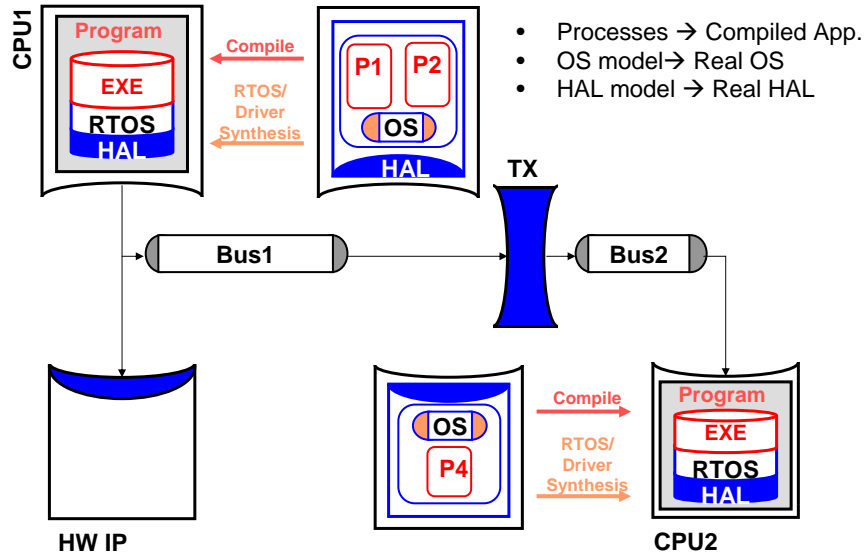 CPU1
Program
EXE
RTOS
HAL
Compile
RTOS/
Driver
Synthesis
P1
P2
OS
HAL
• Processes → Compiled App.
• OS model→ Real OS
• HAL model → Real HAL
TX
Bus1
Bus2
HW IP
OS
P4
Compile
RTOS/
Driver
Synthesis
Program
EXE
RTOS
HAL
CPU2